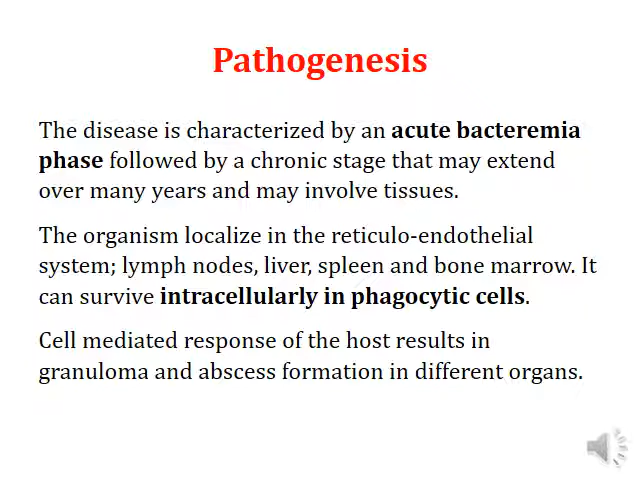 Pathogenesis
The disease is characterized by an acute bacteremia
phase followed by a chronic stage that may extend
over many years and may involve tissues.
The organism localize in the reticulo-endothelial
system; lymph nodes, liver, spleen and bone marrow. It
can survive intracellularly in phagocytic cells.
Cell mediated response of the host results in
granuloma and abscess formation in different organs.